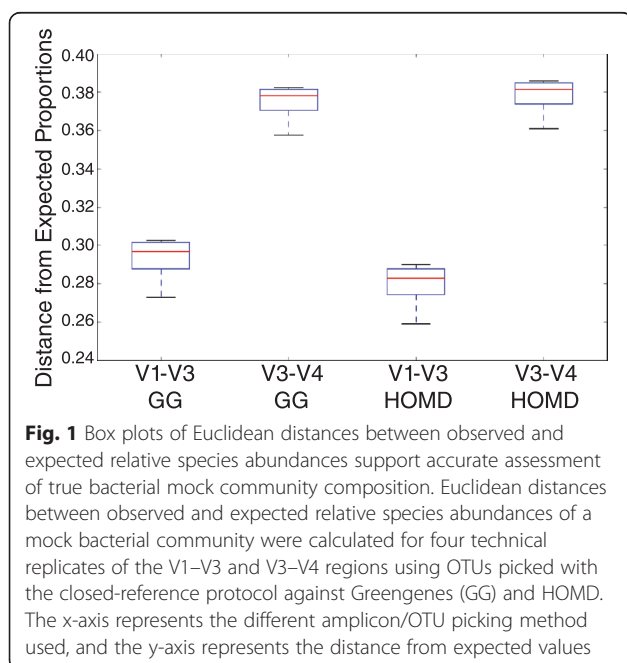 Distance from Expected Proportions
0.40
0.38
0.36
0.34
0.32
0.30
0.28
0.26
0.24
V1-V3 V3-V4 V1-V3 V3-V4
GG GG HOMD HOMD
Fig. 1 Box plots of Euclidean distances between observed and
expected relative species abundances support accurate assessment
of true bacterial mock community composition. Euclidean distances
between observed and expected relative species abundances of a
mock bacterial community were calculated for four technical
replicates of the V1–V3 and V3–V4 regions using OTUs picked with
the closed-reference protocol against Greengenes (GG) and HOMD.
The x-axis represents the different amplicon/OTU picking method
used, and the y-axis represents the distance from expected values